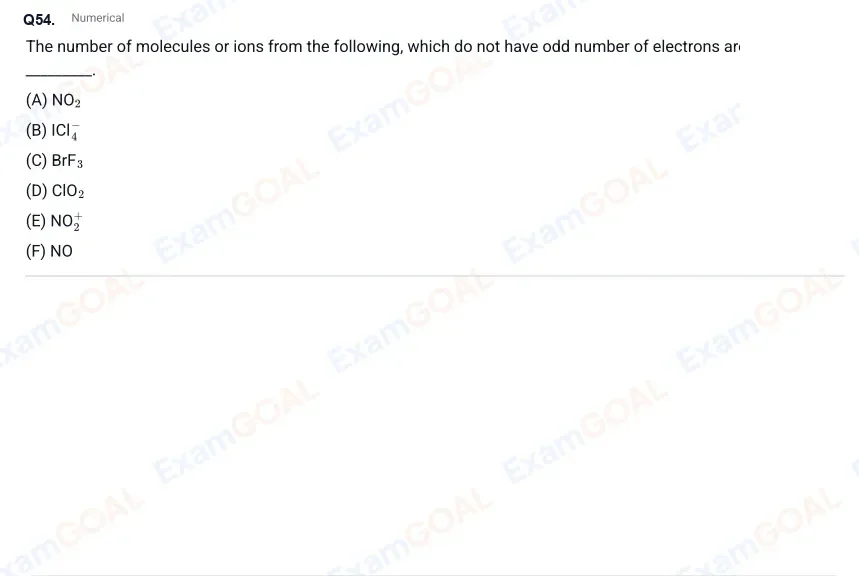 Q54. Numerical
The number of molecules or ions from the following, which do not have odd number of electrons ar
________.
(A) NO₂
(B) ICl₄⁻
(C) BrF₃
(D) ClO₂
(E) NO₂⁺
(F) NO
ExamGOAL